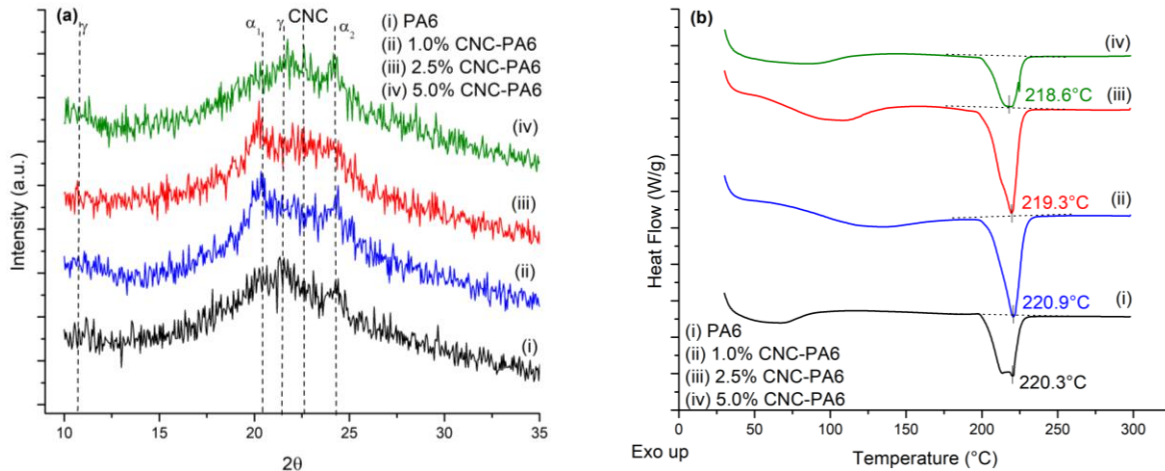 (a)
γ
α₁
γ
CNC
α₂
(i) PA6
(ii) 1.0% CNC-PA6
(iii) 2.5% CNC-PA6
(iv) 5.0% CNC-PA6
(iv)
(iii)
(ii)
(i)
Intensity (a.u.)
10 15 20 25 30 35
2θ
(b)
(iv)
218.6°C
(iii)
219.3°C
(ii)
220.9°C
(i)
220.3°C
(i) PA6
(ii) 1.0% CNC-PA6
(iii) 2.5% CNC-PA6
(iv) 5.0% CNC-PA6
Heat Flow (W/g)
0 50 100 150 200 250 300
Exo up
Temperature (°C)